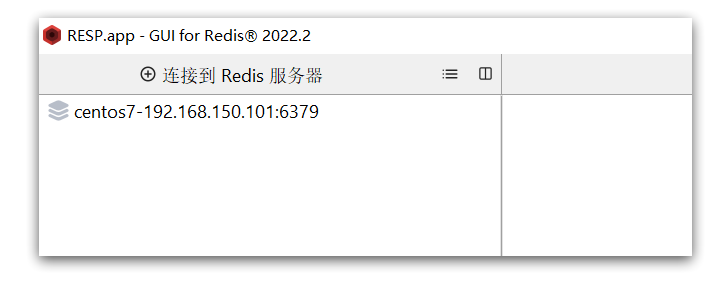 RESP.app - GUI for Redis® 2022.2
连接到 Redis 服务器
centos7-192.168.150.101:6379